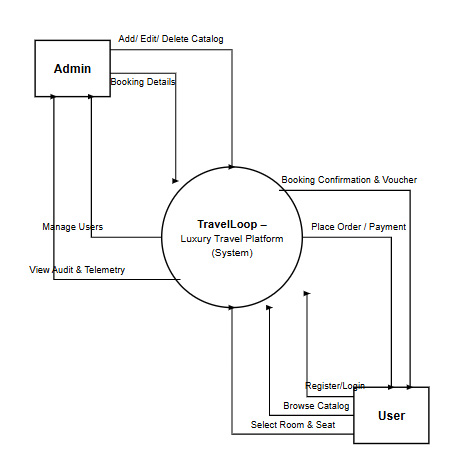 Add/ Edit/ Delete Catalog
Admin
Booking Details
Booking Confirmation & Voucher
TravelLoop –
Luxury Travel Platform
(System)
Manage Users
Place Order / Payment
View Audit & Telemetry
Register/Login
Browse Catalog
User
Select Room & Seat